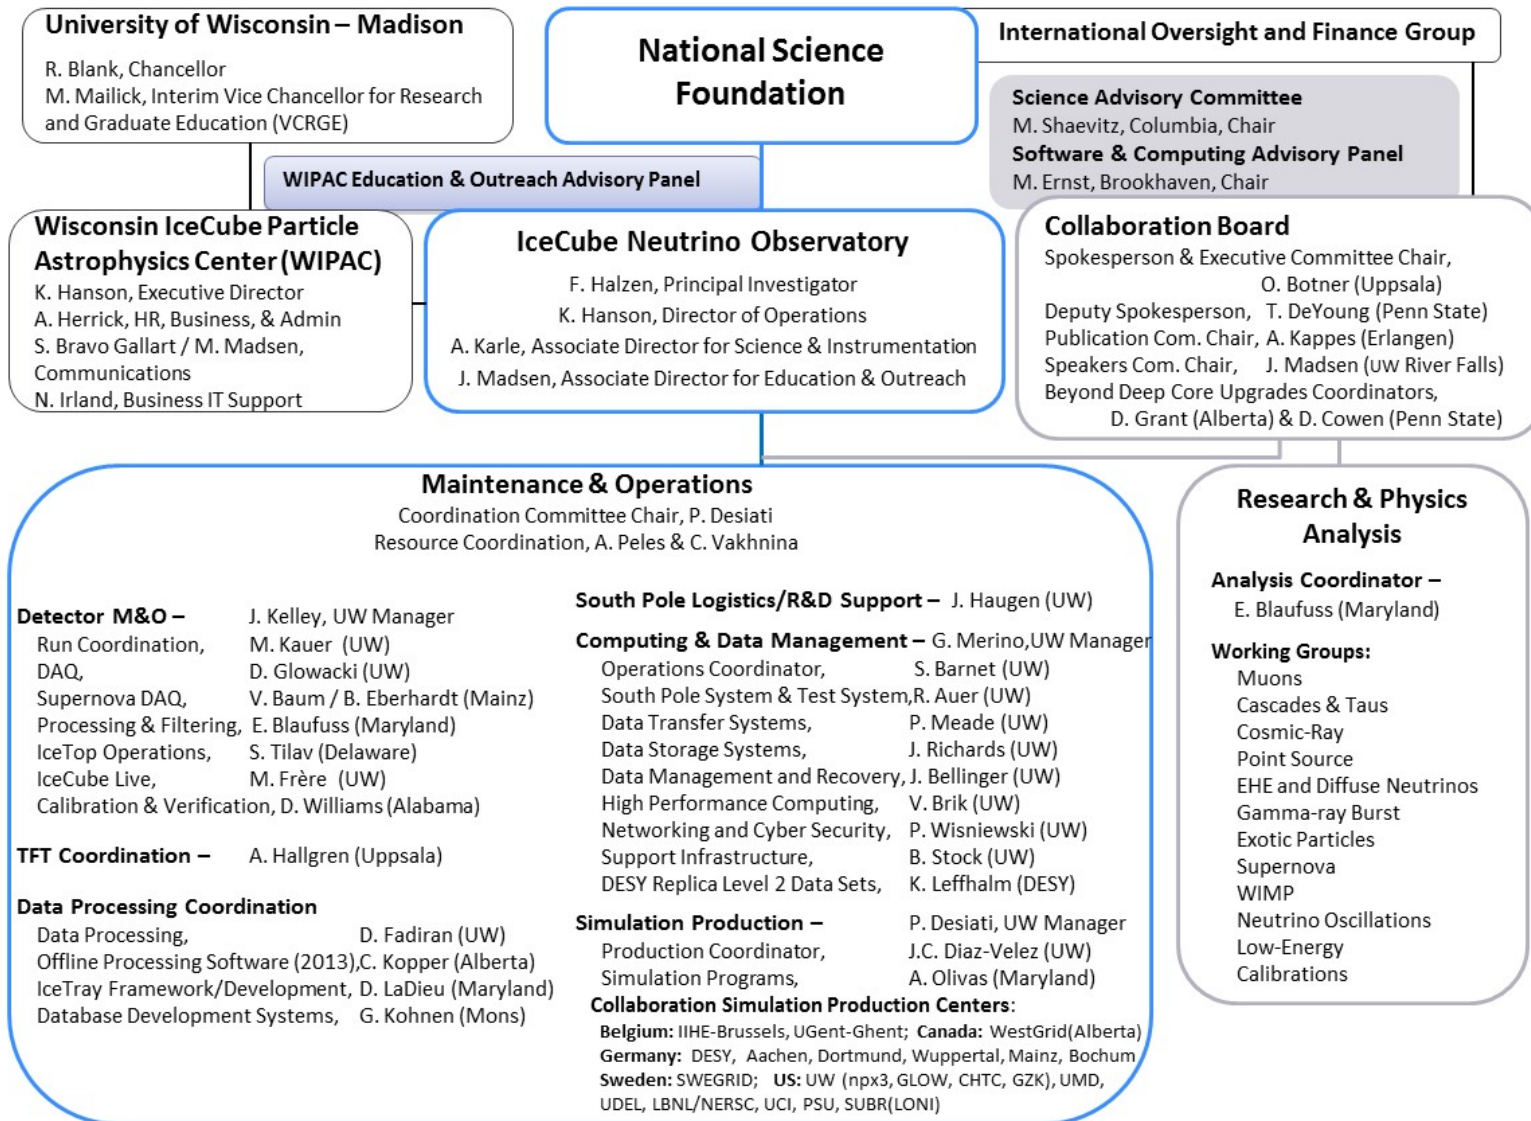 University of Wisconsin – Madison
R. Blank, Chancellor
M. Mailick, Interim Vice Chancellor for Research
and Graduate Education (VCRGE)
National Science
Foundation
International Oversight and Finance Group
Science Advisory Committee
M. Shaevitz, Columbia, Chair
Software & Computing Advisory Panel
M. Ernst, Brookhaven, Chair
WIPAC Education & Outreach Advisory Panel
Wisconsin IceCube Particle
Astrophysics Center (WIPAC)
K. Hanson, Executive Director
A. Herrick, HR, Business, & Admin
S. Bravo Gallart / M. Madsen,
Communications
N. Irland, Business IT Support
IceCube Neutrino Observatory
F. Halzen, Principal Investigator
K. Hanson, Director of Operations
A. Karle, Associate Director for Science & Instrumentation
J. Madsen, Associate Director for Education & Outreach
Collaboration Board
Spokesperson & Executive Committee Chair,
O. Botner (Uppsala)
Deputy Spokesperson, T. DeYoung (Penn State)
Publication Com. Chair, A. Kappes (Erlangen)
Speakers Com. Chair, J. Madsen (UW River Falls)
Beyond Deep Core Upgrades Coordinators,
D. Grant (Alberta) & D. Cowen (Penn State)
Maintenance & Operations
Coordination Committee Chair, P. Desiati
Resource Coordination, A. Peles & C. Vakhnina
Detector M&O – J. Kelley, UW Manager
Run Coordination, M. Kauer (UW)
DAQ, D. Glowacki (UW)
Supernova DAQ, V. Baum / B. Eberhardt (Mainz)
Processing & Filtering, E. Blaufuss (Maryland)
IceTop Operations, S. Tilav (Delaware)
IceCube Live, M. Frère (UW)
Calibration & Verification, D. Williams (Alabama)
TFT Coordination – A. Hallgren (Uppsala)
Data Processing Coordination
Data Processing, D. Fadiran (UW)
Offline Processing Software (2013), C. Kopper (Alberta)
IceTray Framework/Development, D. LaDieu (Maryland)
Database Development Systems, G. Kohnen (Mons)
South Pole Logistics/R&D Support – J. Haugen (UW)
Computing & Data Management – G. Merino, UW Manager
Operations Coordinator, S. Barnet (UW)
South Pole System & Test System, R. Auer (UW)
Data Transfer Systems, P. Meade (UW)
Data Storage Systems, J. Richards (UW)
Data Management and Recovery, J. Bellinger (UW)
High Performance Computing, V. Brik (UW)
Networking and Cyber Security, P. Wisniewski (UW)
Support Infrastructure, B. Stock (UW)
DESY Replica Level 2 Data Sets, K. Leffhalm (DESY)
Simulation Production – P. Desiati, UW Manager
Production Coordinator, J.C. Diaz-Velez (UW)
Simulation Programs, A. Olivas (Maryland)
Collaboration Simulation Production Centers:
Belgium: IIHE-Brussels, UGent-Ghent; Canada: WestGrid(Alberta)
Germany: DESY, Aachen, Dortmund, Wuppertal, Mainz, Bochum
Sweden: SWEGRID; US: UW (npx3, GLOW, CHTC, GZK), UMD,
UDEL, LBNL/NERSC, UCI, PSU, SUBR(LONI)
Research & Physics
Analysis
Analysis Coordinator –
E. Blaufuss (Maryland)
Working Groups:
Muons
Cascades & Taus
Cosmic-Ray
Point Source
EHE and Diffuse Neutrinos
Gamma-ray Burst
Exotic Particles
Supernova
WIMP
Neutrino Oscillations
Low-Energy
Calibrations